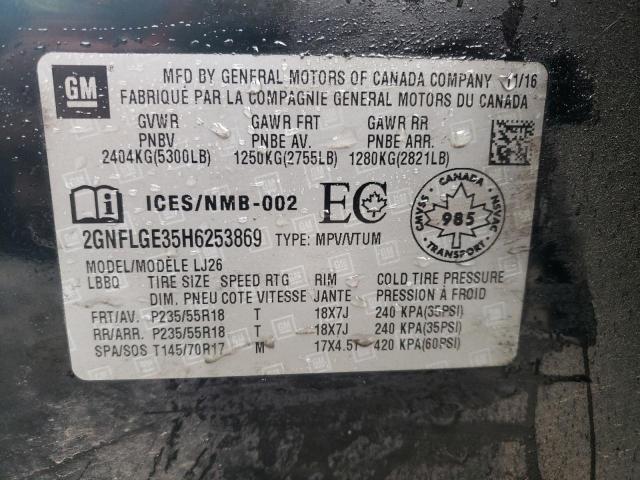 GM
MFD BY GENERAL MOTORS OF CANADA COMPANY 11/16
FABRIQUÉ PAR LA COMPAGNIE GENERAL MOTORS DU CANADA
GVWR GAWR FRT GAWR RR
PNBV PNBE AV. PNBE ARR.
2404KG(5300LB) 1250KG(2755LB) 1280KG(2821LB)
ICES/NMB-002 EC
CANADA
CMVSS 985 NSVAC
CANADA
2GNFLGE35H6253869 TYPE: MPV/VTUM
MODEL/MODÈLE LJ26
LBBQ TIRE SIZE SPEED RTG RIM COLD TIRE PRESSURE
DIM. PNEU COTE VITESSE JANTE PRESSION À FROID
FRT/AV. P235/55R18 T 18X7J 240 KPA(35PSI)
RR/ARR. P235/55R18 T 18X7J 240 KPA(35PSI)
SPA/SOS T145/70R17 M 17X4.5T 420 KPA(60PSI)